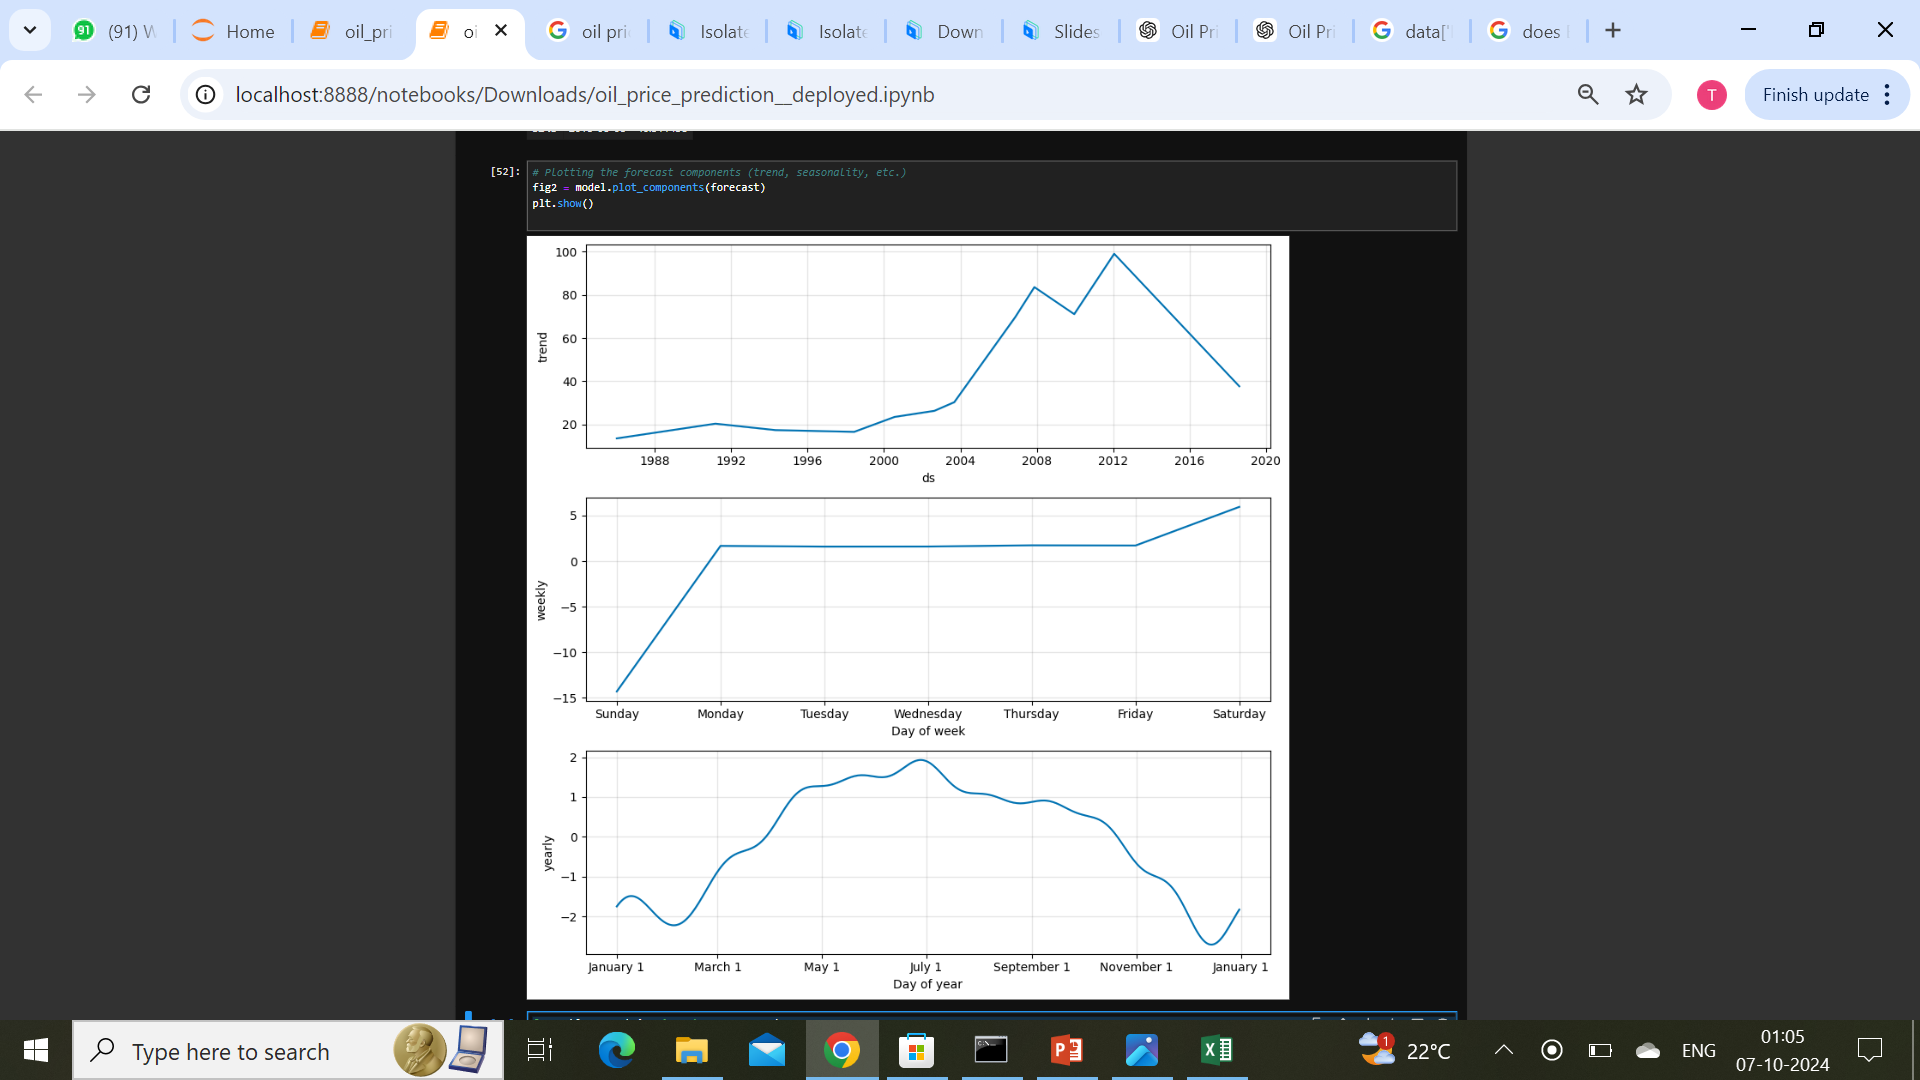 (91) W
Home
oil_pri
oi
oil pri
Isolate
Isolate
Down
Slides
Oil Pri
Oil Pri
data['
does
localhost:8888/notebooks/Downloads/oil_price_prediction__deployed.ipynb
T
Finish update
[52]:
# Plotting the forecast components (trend, seasonality, etc.)
fig2 = model.plot_components(forecast)
plt.show()
100
80
60
40
20
trend
1988 1992 1996 2000 2004 2008 2012 2016 2020
ds
5
0
−5
−10
−15
weekly
Sunday Monday Tuesday Wednesday Thursday Friday Saturday
Day of week
2
1
0
−1
−2
yearly
January 1 March 1 May 1 July 1 September 1 November 1 January 1
Day of year
Type here to search
1
22°C
ENG
01:05
07-10-2024